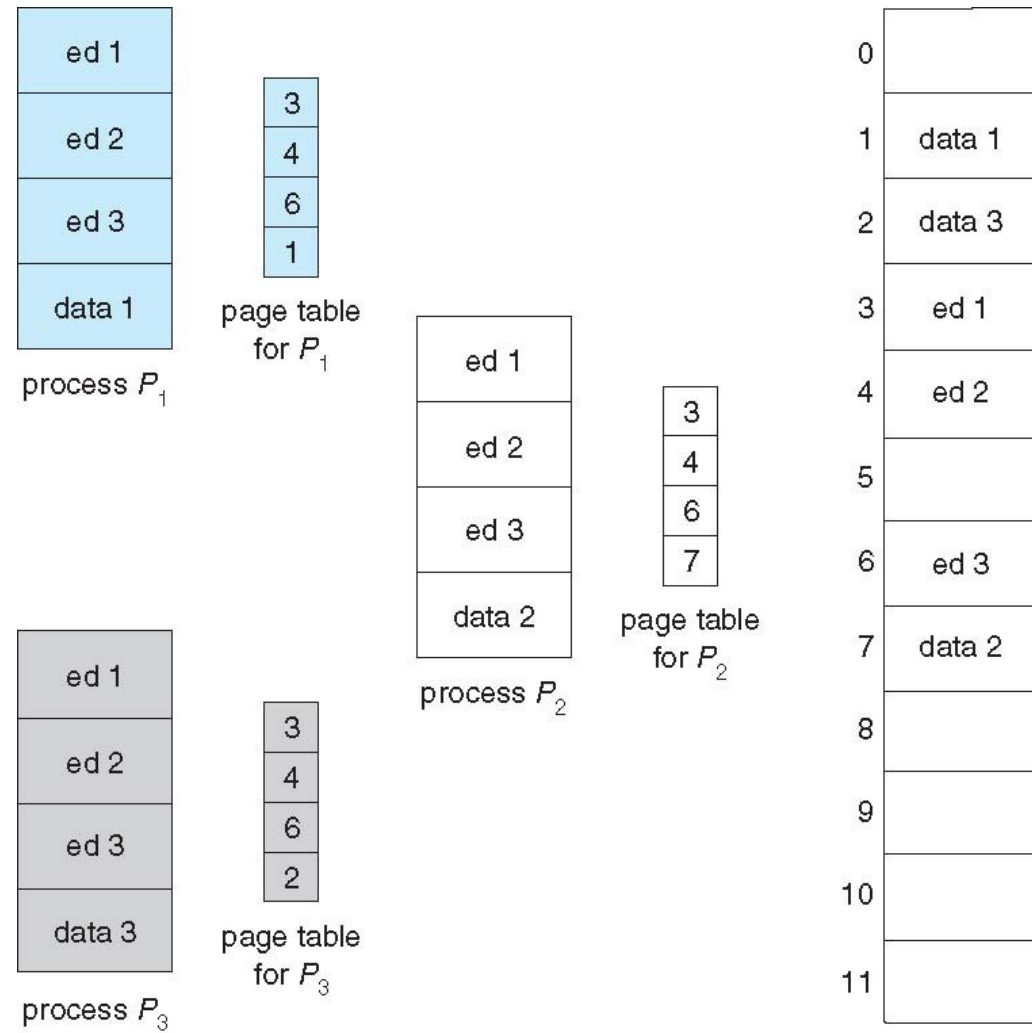 ed 1
ed 2
ed 3
data 1
process P1
3
4
6
1
page table
for P1
ed 1
ed 2
ed 3
data 2
process P2
3
4
6
7
page table
for P2
ed 1
ed 2
ed 3
data 3
process P3
3
4
6
2
page table
for P3
0
1 data 1
2 data 3
3 ed 1
4 ed 2
5
6 ed 3
7 data 2
8
9
10
11